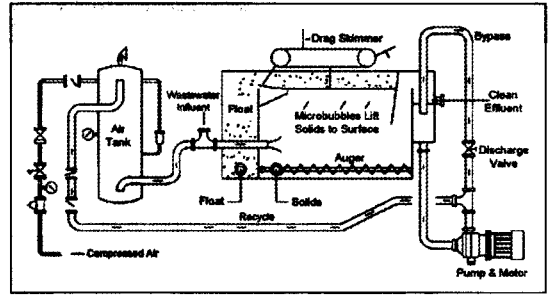 Drag Skimmer
Bypass
Wastewater
Influent
Float
Air
Tank
Microbubbles Lift
Solids to Surface
Clean
Effluent
Auger
Discharge
Valve
Float
Solids
Recycle
Compressed Air
Pump & Motor